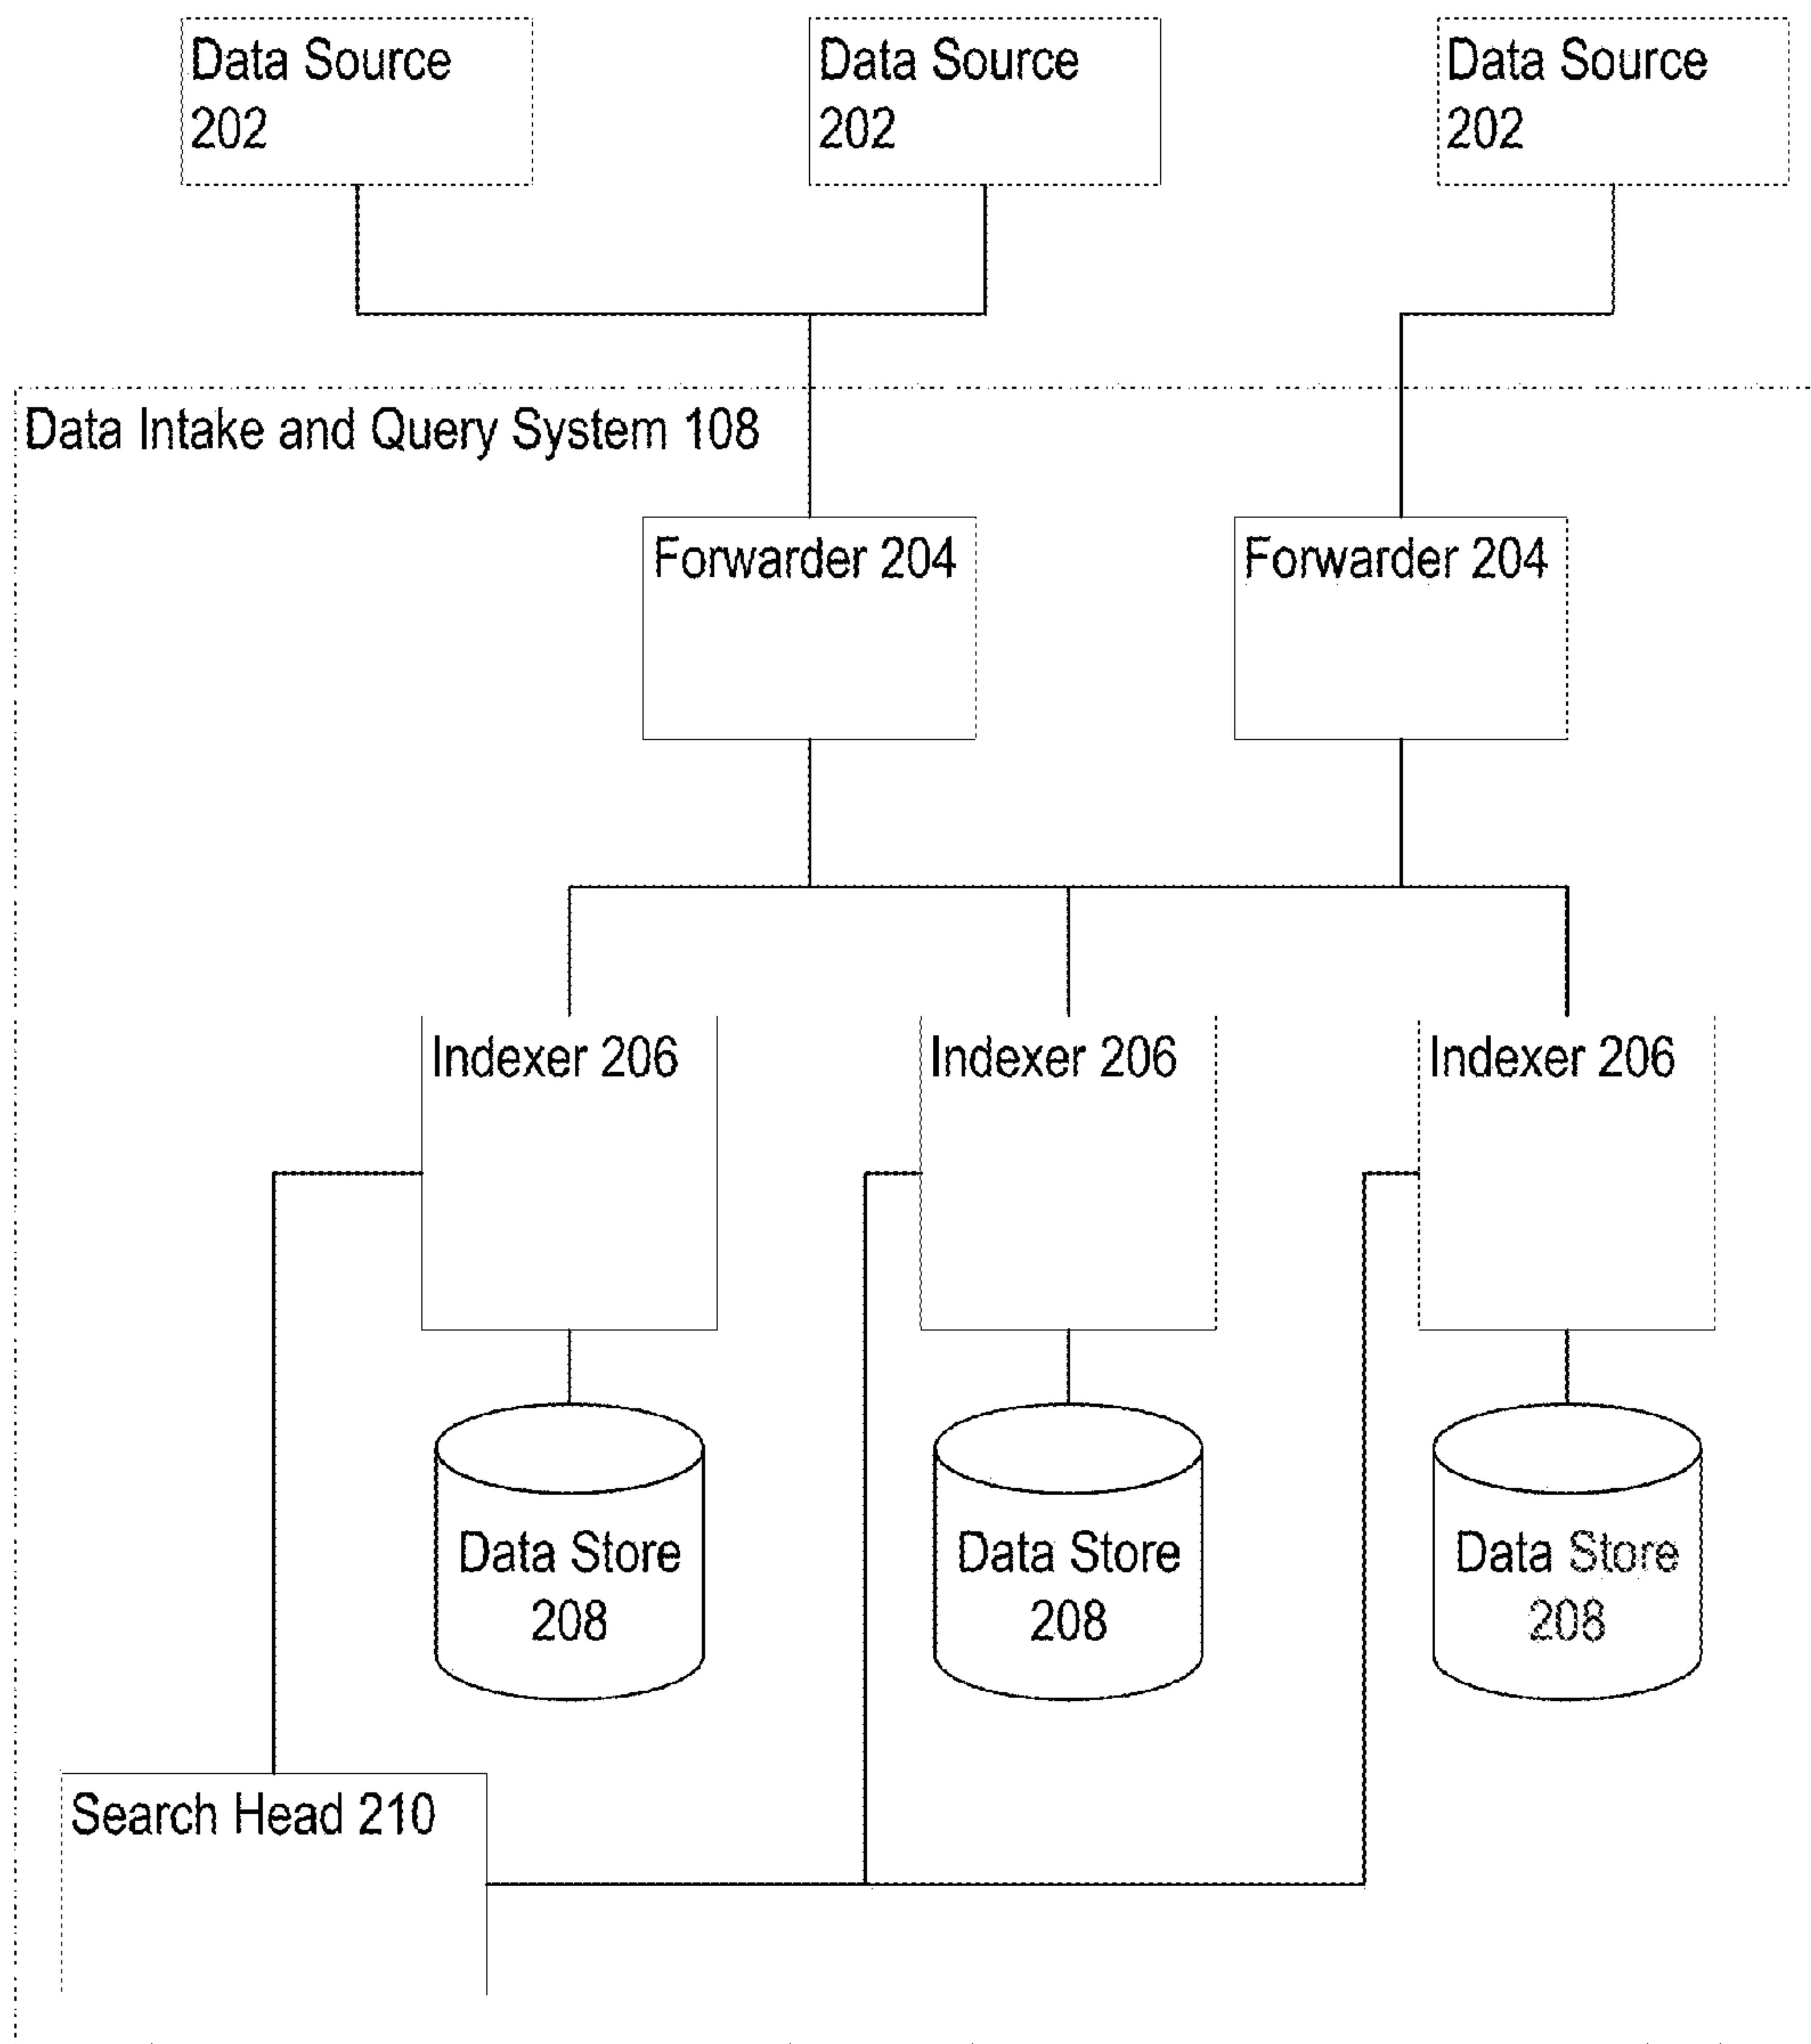 Data Source
202
Data Source
202
Data Source
202
Data Intake and Query System 108
Forwarder 204
Forwarder 204
Indexer 206
Indexer 206
Indexer 206
Data Store
208
Data Store
208
Data Store
208
Search Head 210